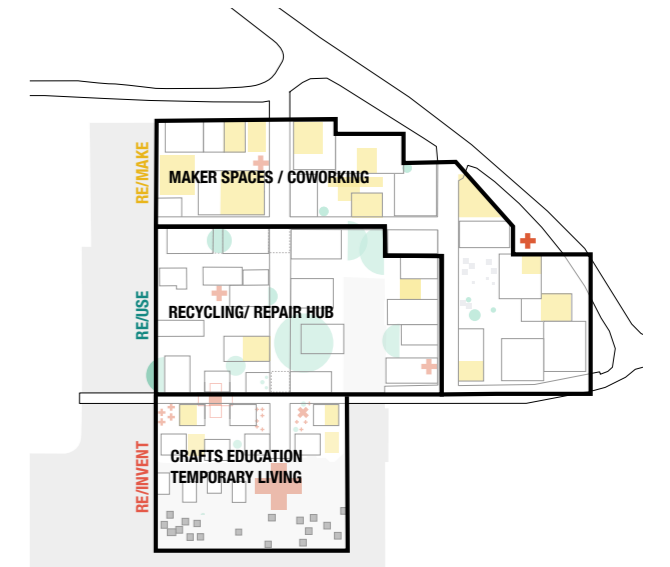 RE/MAKE
MAKER SPACES / COWORKING
RE/USE
RECYCLING/ REPAIR HUB
RE/INVENT
CRAFTS EDUCATION
TEMPORARY LIVING